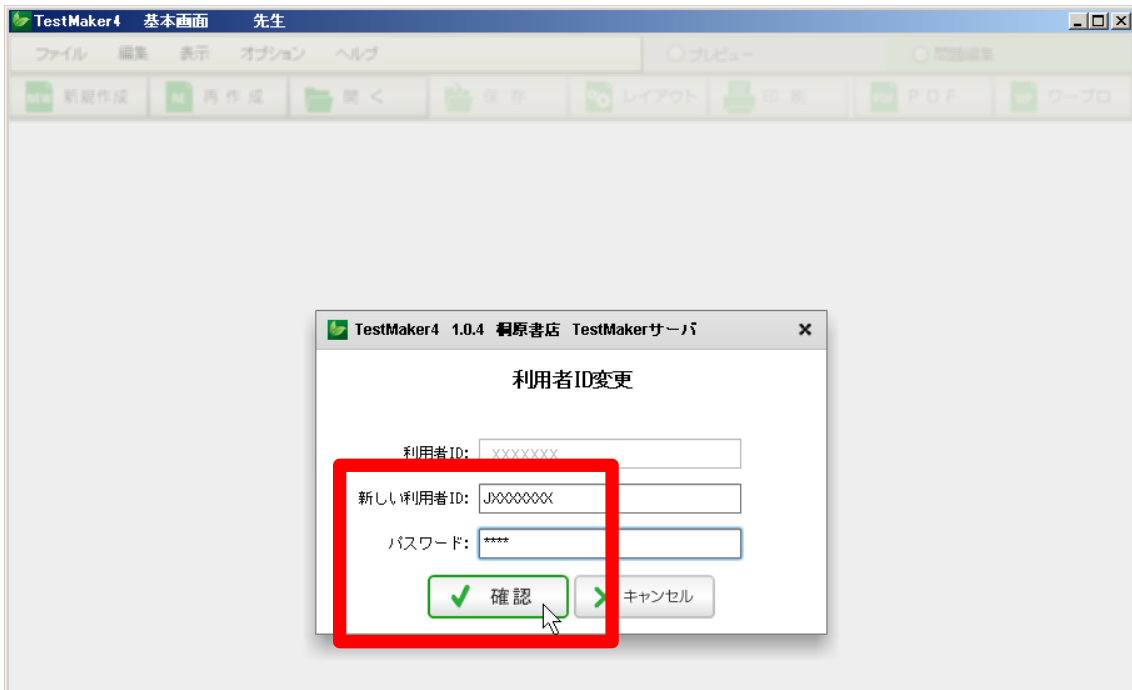 TestMaker4 基本画面 先生
ファイル 編集 表示 オプション ヘルプ プレビュー 問題編集
NEW 新規作成 RE 再作成 開く 保存 レイアウト 印刷 PDF PDF WP ワープロ
TestMaker4 1.0.4 桐原書店 TestMakerサーバ
利用者ID変更
利用者ID: XXXXXXX
新しい利用者ID: JXXXXXXX
パスワード: ****
確認 キャンセル